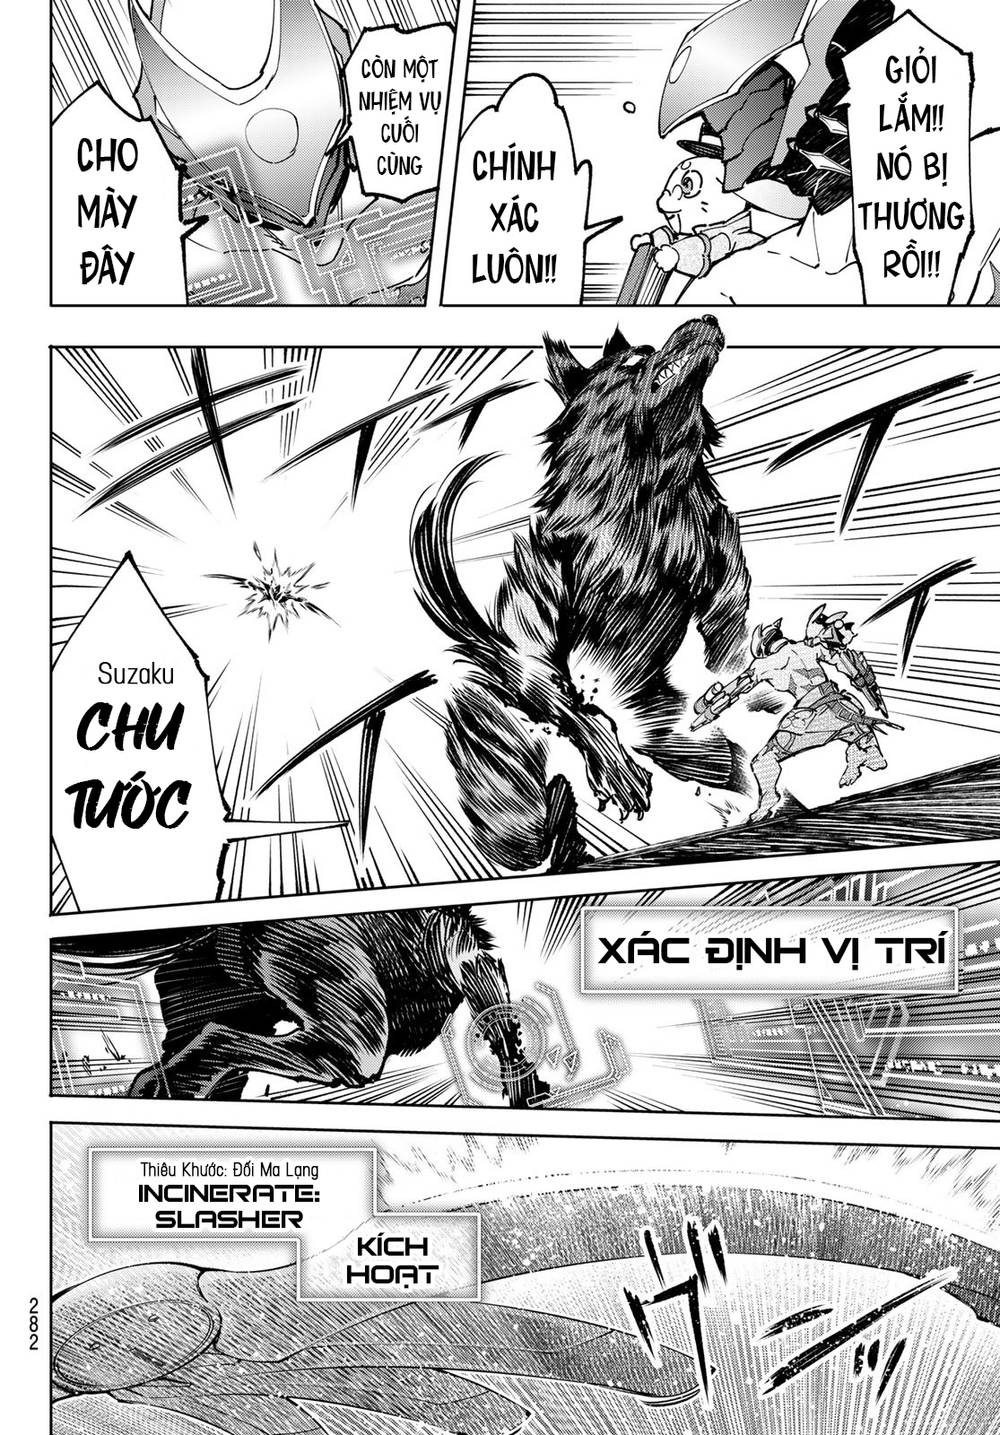 GIỎI
LẮM!!
NÓ BỊ
THƯƠNG
RỒI!!
CHÍNH
XÁC
LUÔN!!
CÒN MỘT
NHIỆM VỤ
CUỐI
CÙNG
CHO
MÀY
ĐÂY
Suzaku
CHU
TƯỚC
XÁC ĐỊNH VỊ TRÍ
Thiêu Khước: Đối Ma Lạng
INCINERATE:
SLASHER
KÍCH
HOẠT
282